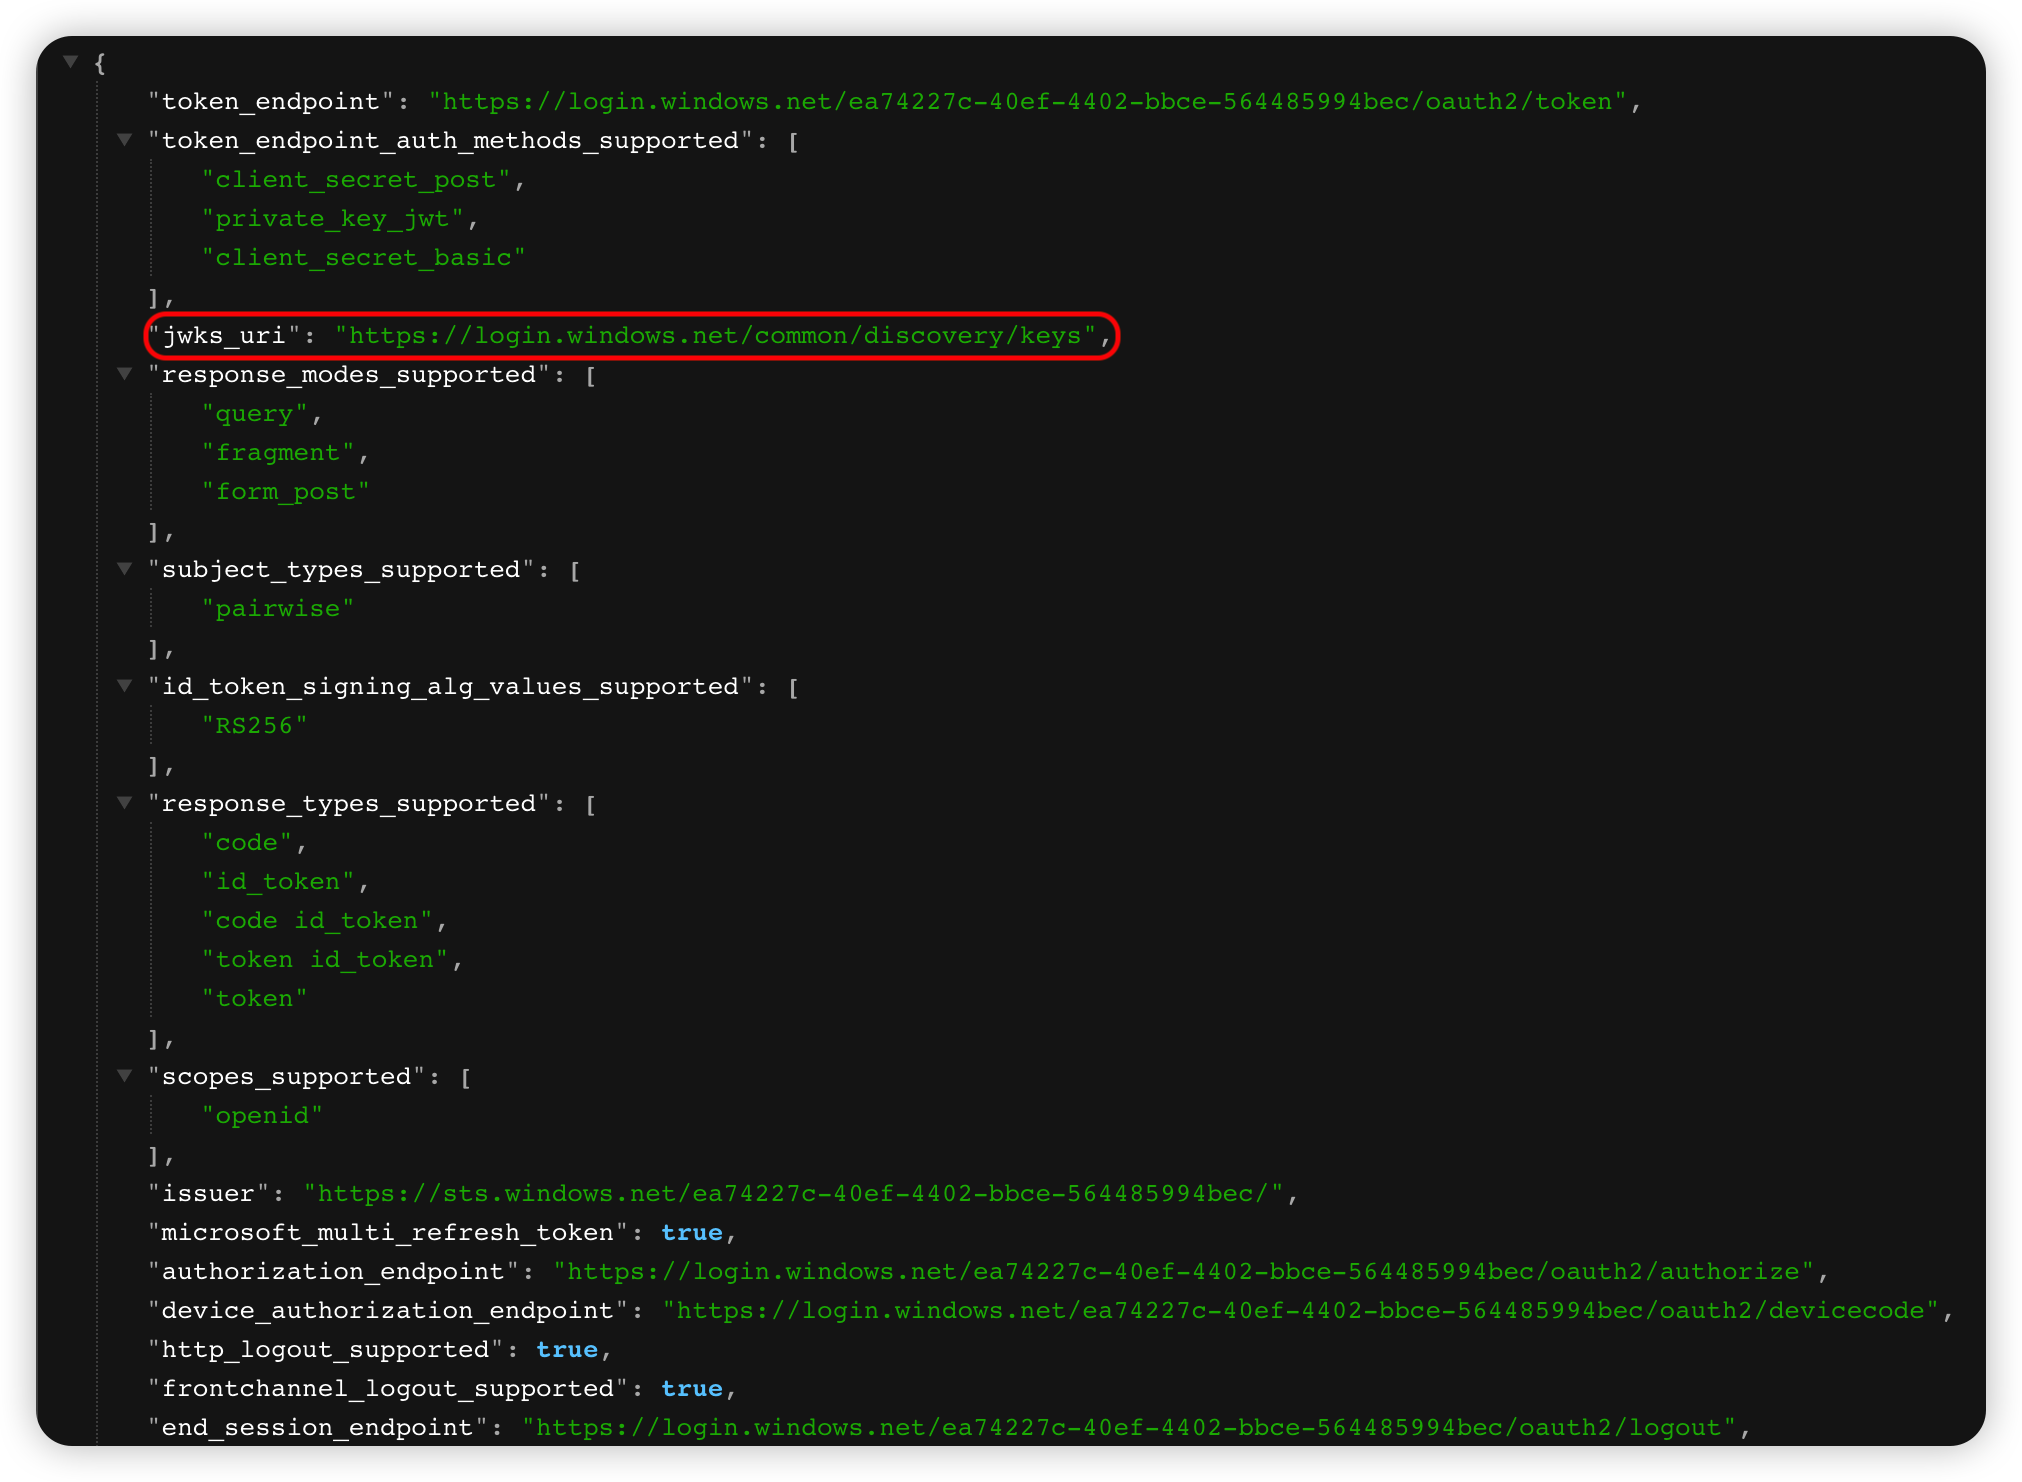 {
"token_endpoint": "https://login.windows.net/ea74227c-40ef-4402-bbce-564485994bec/oauth2/token",
"token_endpoint_auth_methods_supported": [
"client_secret_post",
"private_key_jwt",
"client_secret_basic"
],
"jwks_uri": "https://login.windows.net/common/discovery/keys",
"response_modes_supported": [
"query",
"fragment",
"form_post"
],
"subject_types_supported": [
"pairwise"
],
"id_token_signing_alg_values_supported": [
"RS256"
],
"response_types_supported": [
"code",
"id_token",
"code id_token",
"token id_token",
"token"
],
"scopes_supported": [
"openid"
],
"issuer": "https://sts.windows.net/ea74227c-40ef-4402-bbce-564485994bec/",
"microsoft_multi_refresh_token": true,
"authorization_endpoint": "https://login.windows.net/ea74227c-40ef-4402-bbce-564485994bec/oauth2/authorize",
"device_authorization_endpoint": "https://login.windows.net/ea74227c-40ef-4402-bbce-564485994bec/oauth2/devicecode",
"http_logout_supported": true,
"frontchannel_logout_supported": true,
"end_session_endpoint": "https://login.windows.net/ea74227c-40ef-4402-bbce-564485994bec/oauth2/logout",